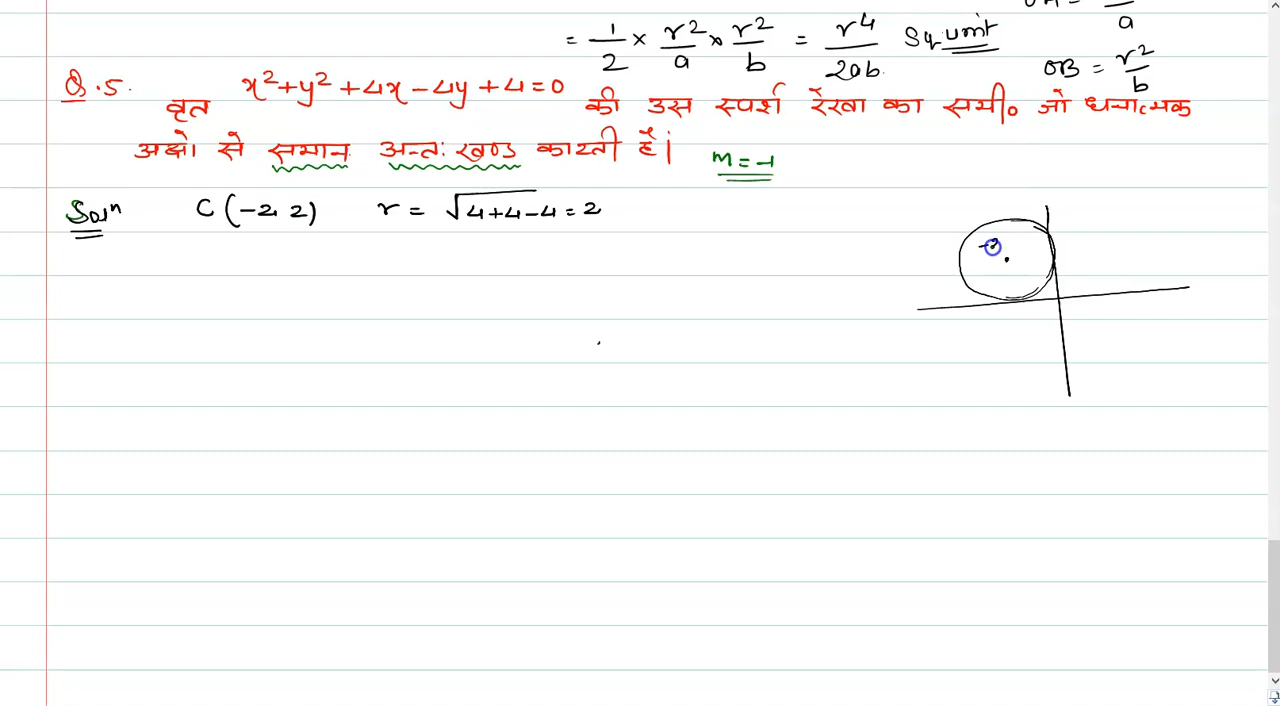 OA = —/a
= 1/2 × r²/a × r²/b = r⁴/2ab. Sq unit
OB = r²/b
Q.5. वृत x²+y²+4x-4y+4=0 की उस स्पर्श रेखा का समी० जो धनात्मक
अक्षो से समान अन्तः खण्ड काटती है।
m = -1
Solⁿ C(-2, 2) r = √4+4-4 = 2